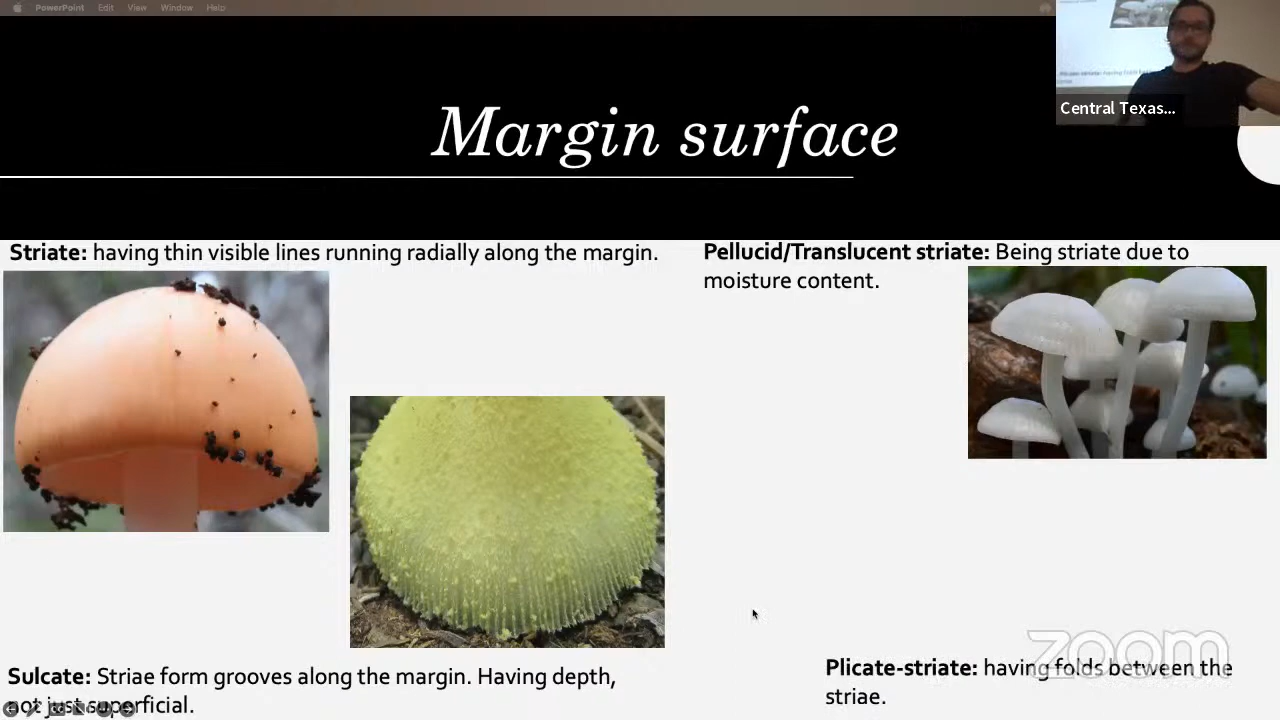 PowerPoint Edit View Window Help
Central Texas...
Margin surface
Striate: having thin visible lines running radially along the margin.
Pellucid/Translucent striate: Being striate due to
moisture content.
Sulcate: Striae form grooves along the margin. Having depth,
not just superficial.
Plicate-striate: having folds between the
striae.
zoom